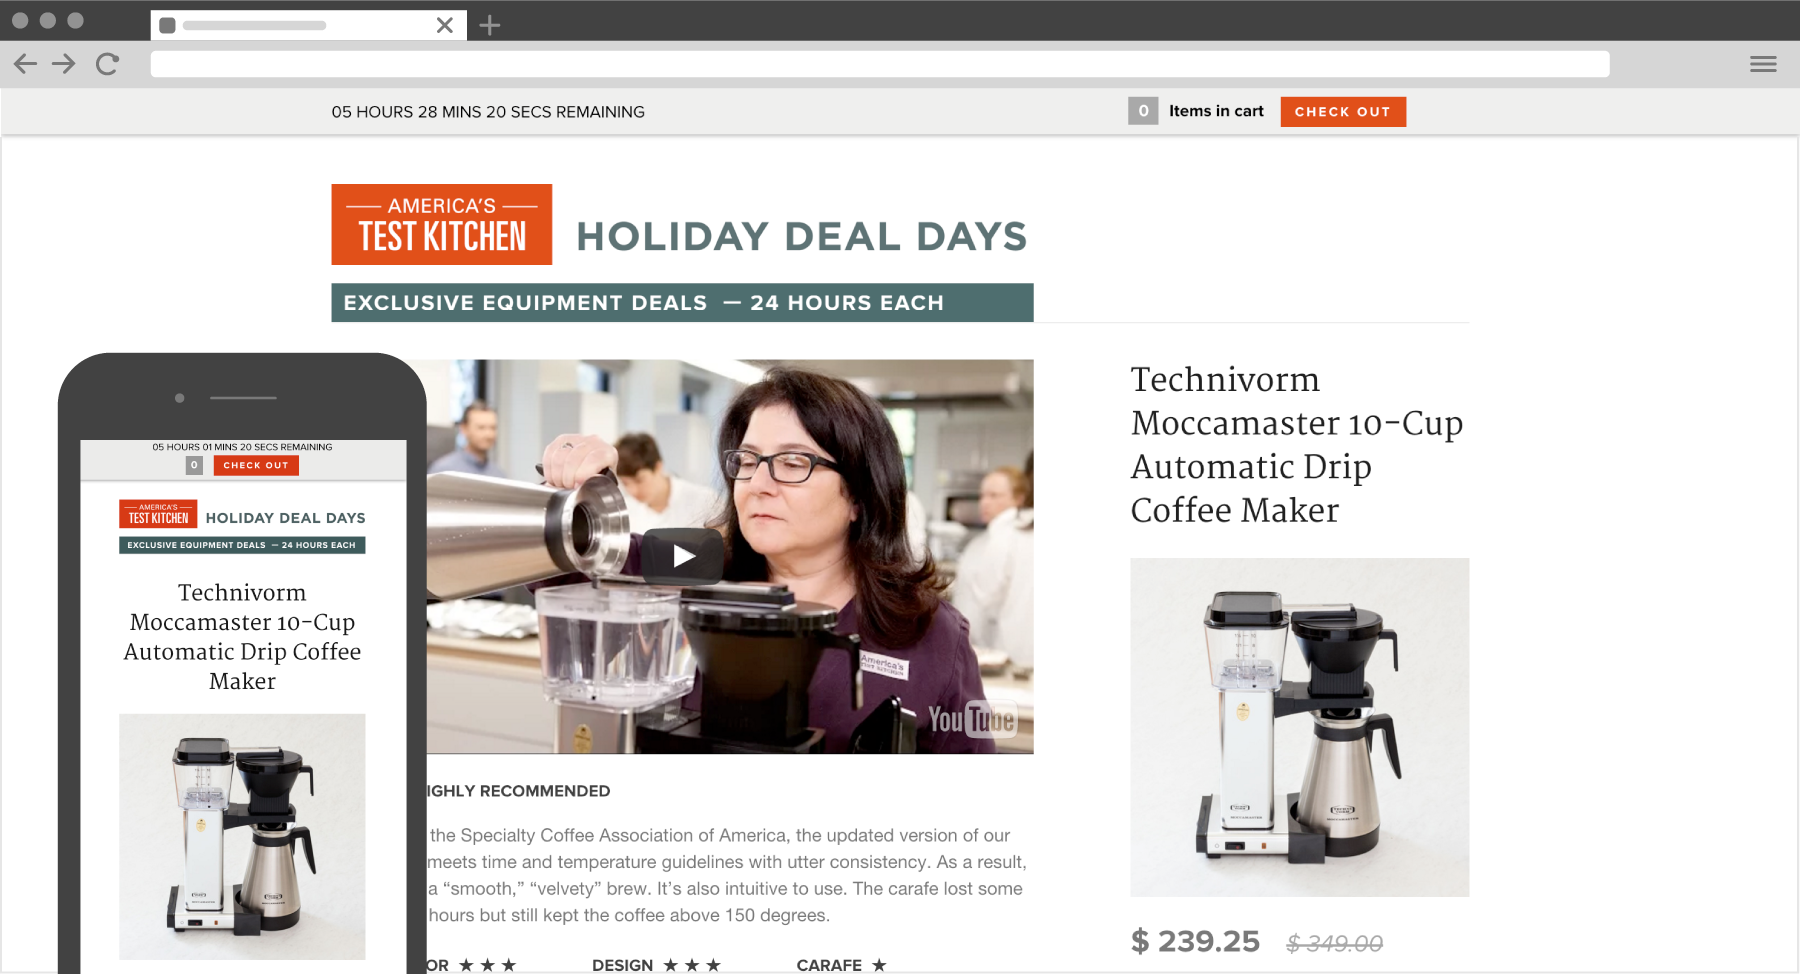 05 HOURS 28 MINS 20 SECS REMAINING
0 Items in cart CHECK OUT
AMERICA'S
TEST KITCHEN
HOLIDAY DEAL DAYS
EXCLUSIVE EQUIPMENT DEALS — 24 HOURS EACH
America's
TEST KITCHEN
YouTube
IGHLY RECOMMENDED
the Specialty Coffee Association of America, the updated version of our
meets time and temperature guidelines with utter consistency. As a result,
a “smooth,” “velvety” brew. It’s also intuitive to use. The carafe lost some
hours but still kept the coffee above 150 degrees.
OR ★ ★ ★ DESIGN ★ ★ ★ CARAFE ★
Technivorm
Moccamaster 10-Cup
Automatic Drip
Coffee Maker
$ 239.25 $ 349.00
05 HOURS 01 MINS 20 SECS REMAINING
0 CHECK OUT
AMERICA'S
TEST KITCHEN
HOLIDAY DEAL DAYS
EXCLUSIVE EQUIPMENT DEALS — 24 HOURS EACH
Technivorm
Moccamaster 10-Cup
Automatic Drip Coffee
Maker